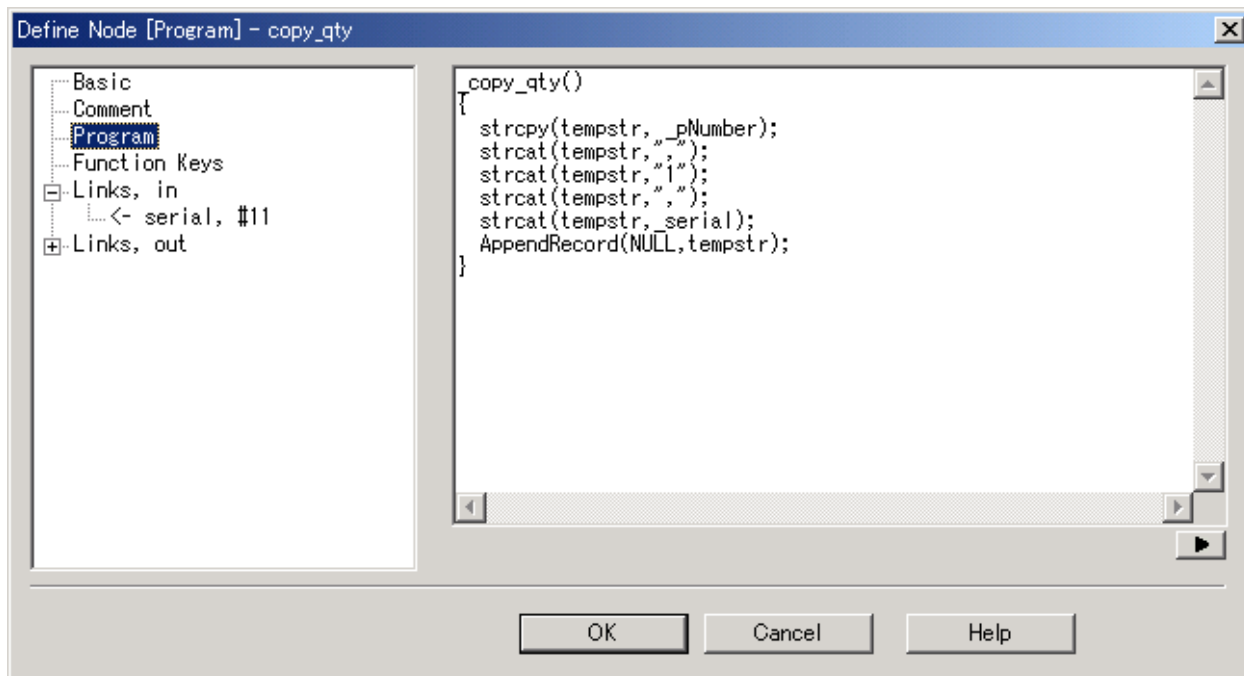 Define Node [Program] - copy_qty
Basic
Comment
Program
Function Keys
Links, in
<- serial, #11
Links, out
_copy_qty()
{
strcpy(tempstr, _pNumber);
strcat(tempstr,",");
strcat(tempstr,"1");
strcat(tempstr,",");
strcat(tempstr,_serial);
AppendRecord(NULL,tempstr);
}
OK
Cancel
Help